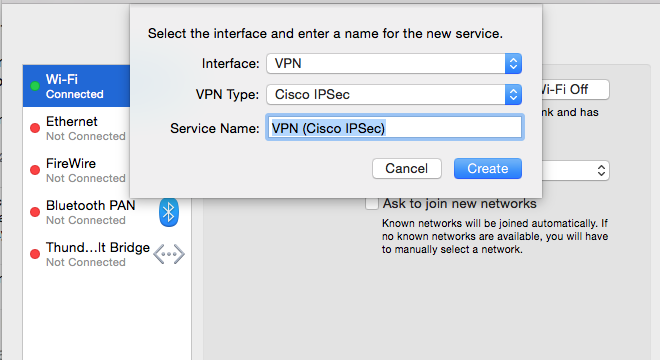 Select the interface and enter a name for the new service.
Interface: VPN
VPN Type: Cisco IPSec
Service Name: VPN (Cisco IPSec)
Cancel Create
Wi-Fi
Connected
Ethernet
Not Connected
FireWire
Not Connected
Bluetooth PAN
Not Connected
Thund...lt Bridge
Not Connected
Wi-Fi Off
and has
Ask to join new networks
Known networks will be joined automatically. If
no known networks are available, you will have
to manually select a network.